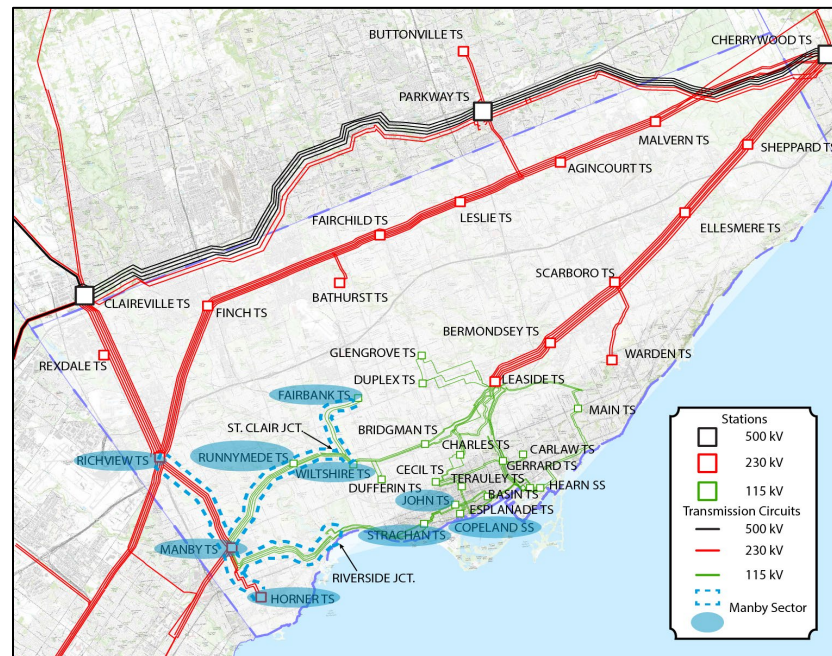 BUTTONVILLE TS
CHERRYWOOD TS
PARKWAY TS
MALVERN TS
SHEPPARD TS
AGINCOURT TS
LESLIE TS
FAIRCHILD TS
ELLESMERE TS
SCARBORO TS
BATHURST TS
CLAIREVILLE TS
FINCH TS
BERMONDSEY TS
REXDALE TS
GLENGROVE TS
WARDEN TS
DUPLEX TS
LEASIDE TS
FAIRBANK TS
MAIN TS
ST. CLAIR JCT.
BRIDGMAN TS
CHARLES TS
CARLAW TS
RICHVIEW TS
RUNNYMEDE TS
WILTSHIRE TS
CECIL TS
GERRARD TS
DUFFERIN TS
TERAULEY TS
HEARN SS
JOHN TS
BASIN TS
ESPLANADE TS
COPELAND SS
STRACHAN TS
MANBY TS
RIVERSIDE JCT.
HORNER TS
Stations
500 kV
230 kV
115 kV
Transmission Circuits
500 kV
230 kV
115 kV
Manby Sector